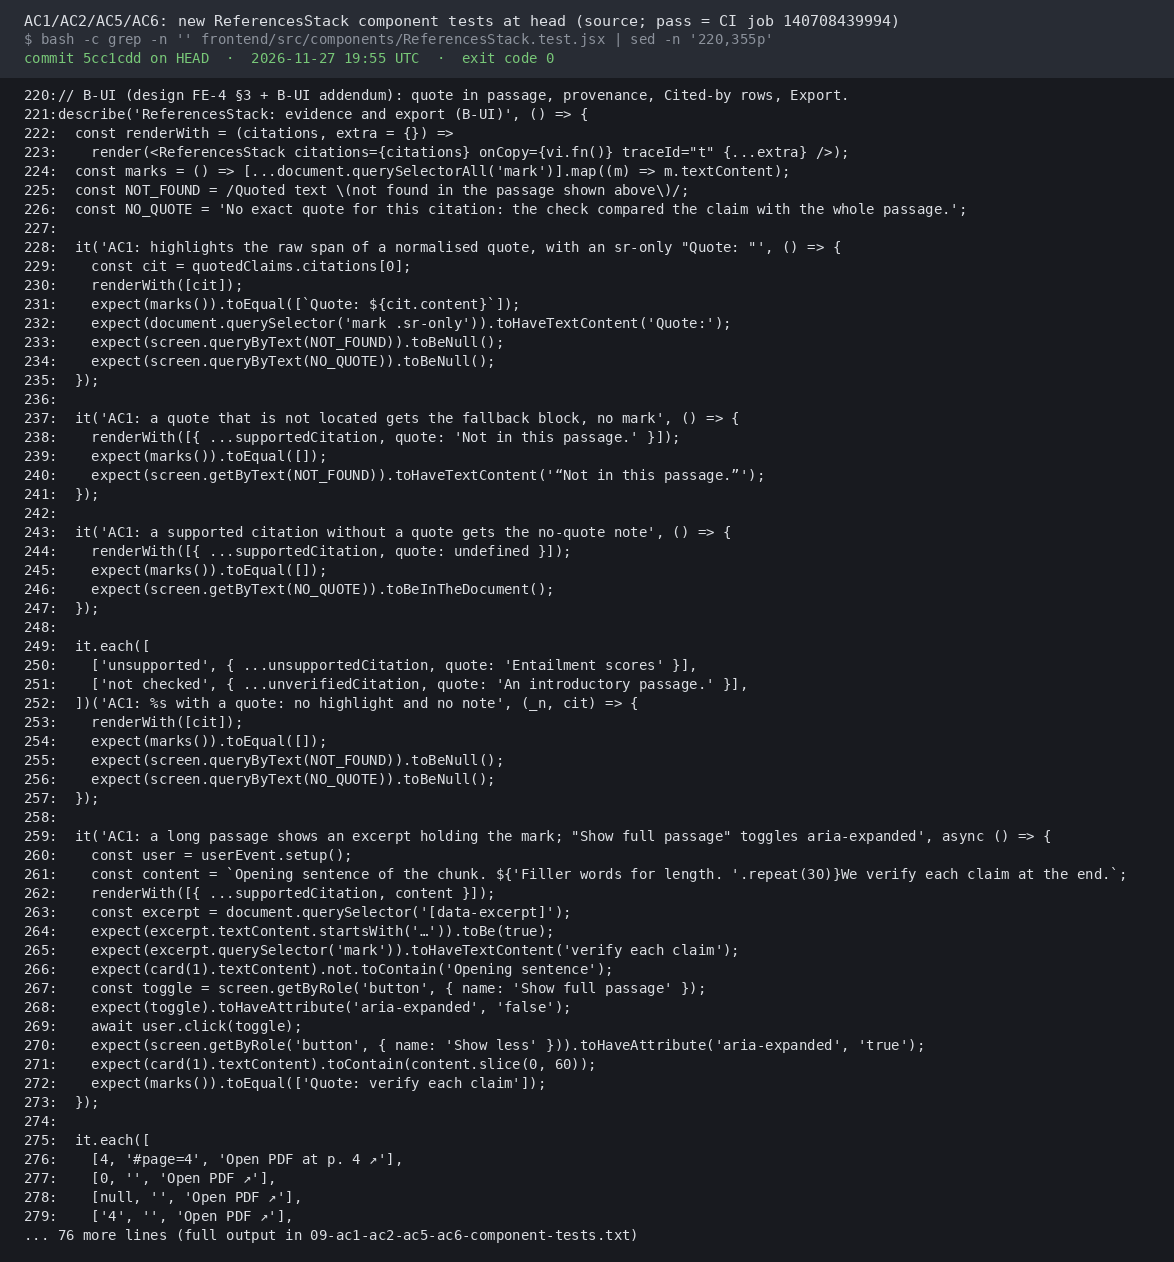 AC1/AC2/AC5/AC6: new ReferencesStack component tests at head (source; pass = CI job 140708439994)
$ bash -c grep -n '' frontend/src/components/ReferencesStack.test.jsx | sed -n '220,355p'
commit 5cc1cdd on HEAD  ·  2026-11-27 19:55 UTC  ·  exit code 0
220:// B-UI (design FE-4 §3 + B-UI addendum): quote in passage, provenance, Cited-by rows, Export.
221:describe('ReferencesStack: evidence and export (B-UI)', () => {
222:  const renderWith = (citations, extra = {}) =>
223:    render(<ReferencesStack citations={citations} onCopy={vi.fn()} traceId="t" {...extra} />);
224:  const marks = () => [...document.querySelectorAll('mark')].map((m) => m.textContent);
225:  const NOT_FOUND = /Quoted text \(not found in the passage shown above\)/;
226:  const NO_QUOTE = 'No exact quote for this citation: the check compared the claim with the whole passage.';
227:
228:  it('AC1: highlights the raw span of a normalised quote, with an sr-only "Quote: "', () => {
229:    const cit = quotedClaims.citations[0];
230:    renderWith([cit]);
231:    expect(marks()).toEqual([`Quote: ${cit.content}`]);
232:    expect(document.querySelector('mark .sr-only')).toHaveTextContent('Quote:');
233:    expect(screen.queryByText(NOT_FOUND)).toBeNull();
234:    expect(screen.queryByText(NO_QUOTE)).toBeNull();
235:  });
236:
237:  it('AC1: a quote that is not located gets the fallback block, no mark', () => {
238:    renderWith([{ ...supportedCitation, quote: 'Not in this passage.' }]);
239:    expect(marks()).toEqual([]);
240:    expect(screen.getByText(NOT_FOUND)).toHaveTextContent('“Not in this passage.”');
241:  });
242:
243:  it('AC1: a supported citation without a quote gets the no-quote note', () => {
244:    renderWith([{ ...supportedCitation, quote: undefined }]);
245:    expect(marks()).toEqual([]);
246:    expect(screen.getByText(NO_QUOTE)).toBeInTheDocument();
247:  });
248:
249:  it.each([
250:    ['unsupported', { ...unsupportedCitation, quote: 'Entailment scores' }],
251:    ['not checked', { ...unverifiedCitation, quote: 'An introductory passage.' }],
252:  ])('AC1: %s with a quote: no highlight and no note', (_n, cit) => {
253:    renderWith([cit]);
254:    expect(marks()).toEqual([]);
255:    expect(screen.queryByText(NOT_FOUND)).toBeNull();
256:    expect(screen.queryByText(NO_QUOTE)).toBeNull();
257:  });
258:
259:  it('AC1: a long passage shows an excerpt holding the mark; "Show full passage" toggles aria-expanded', async () => {
260:    const user = userEvent.setup();
261:    const content = `Opening sentence of the chunk. ${'Filler words for length. '.repeat(30)}We verify each claim at the end.`;
262:    renderWith([{ ...supportedCitation, content }]);
263:    const excerpt = document.querySelector('[data-excerpt]');
264:    expect(excerpt.textContent.startsWith('…')).toBe(true);
265:    expect(excerpt.querySelector('mark')).toHaveTextContent('verify each claim');
266:    expect(card(1).textContent).not.toContain('Opening sentence');
267:    const toggle = screen.getByRole('button', { name: 'Show full passage' });
268:    expect(toggle).toHaveAttribute('aria-expanded', 'false');
269:    await user.click(toggle);
270:    expect(screen.getByRole('button', { name: 'Show less' })).toHaveAttribute('aria-expanded', 'true');
271:    expect(card(1).textContent).toContain(content.slice(0, 60));
272:    expect(marks()).toEqual(['Quote: verify each claim']);
273:  });
274:
275:  it.each([
276:    [4, '#page=4', 'Open PDF at p. 4 ↗'],
277:    [0, '', 'Open PDF ↗'],
278:    [null, '', 'Open PDF ↗'],
279:    ['4', '', 'Open PDF ↗'],
... 76 more lines (full output in 09-ac1-ac2-ac5-ac6-component-tests.txt)